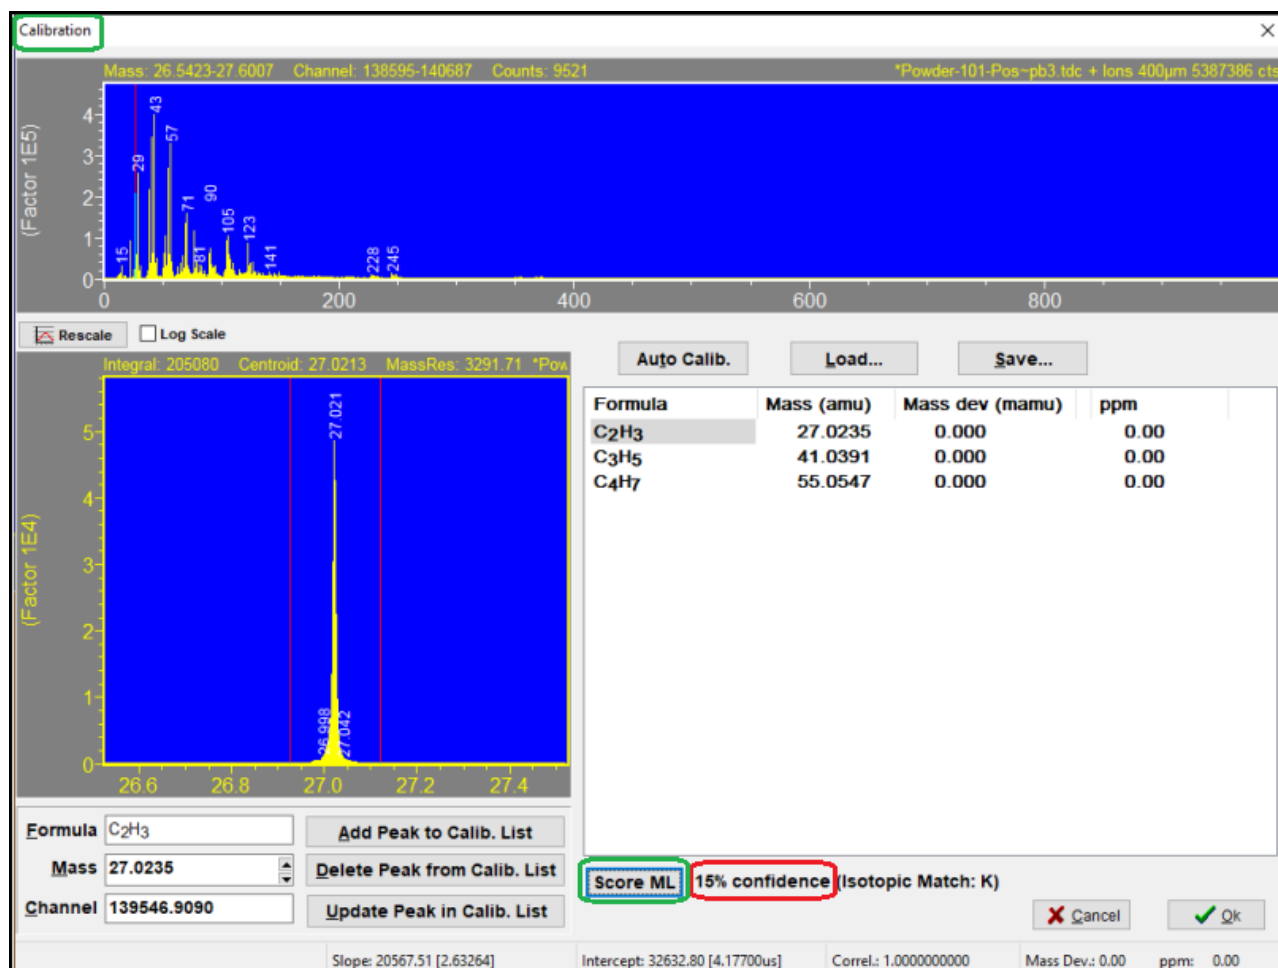 Calibration
Mass: 26.5423-27.6007 Channel: 138595-140687 Counts: 9521 *Powder-101-Pos~pb3.tdc + Ions 400µm 5387386 cts
(Factor 1E5)
4
3
2
1
0
15
29
43
57
71
81
90
105
123
141
228
245
0 200 400 600 800
Rescale Log Scale
Integral: 205080 Centroid: 27.0213 MassRes: 3291.71 *Pow
(Factor 1E4)
5
4
3
2
1
0
27.021
26.998
27.042
26.6 26.8 27.0 27.2 27.4
Auto Calib. Load... Save...
Formula Mass (amu) Mass dev (mamu) ppm
C2H3 27.0235 0.000 0.00
C3H5 41.0391 0.000 0.00
C4H7 55.0547 0.000 0.00
Formula C2H3 Add Peak to Calib. List
Mass 27.0235 Delete Peak from Calib. List
Channel 139546.9090 Update Peak in Calib. List
Score ML 15% confidence (Isotopic Match: K)
Cancel Ok
Slope: 20567.51 [2.63264] Intercept: 32632.80 [4.17700us] Correl.: 1.0000000000 Mass Dev.: 0.00 ppm: 0.00